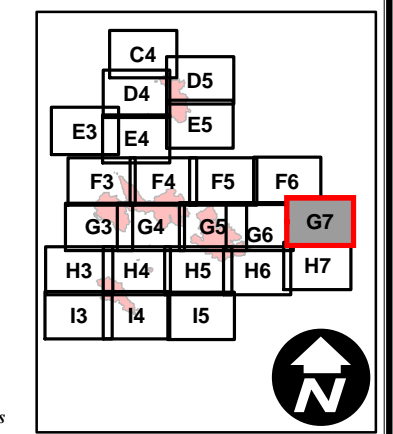 C4
D4 D5
E3 E4 E5
F3 F4 F5 F6
G3 G4 G5 G6 G7
H3 H4 H5 H6 H7
I3 I4 I5
N
s